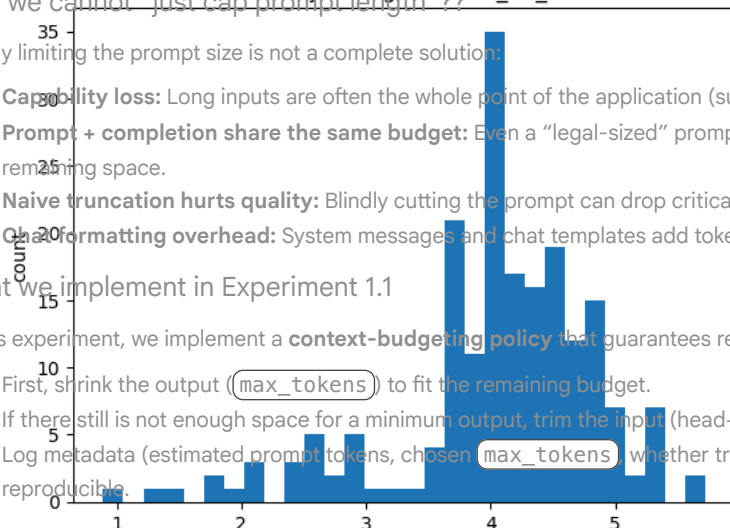 we cannot "just cap prompt length"??
35
y limiting the prompt size is not a complete solution:
30
Capability loss: Long inputs are often the whole point of the application (su
Prompt + completion share the same budget: Even a “legal-sized” promp
25
remaining space.
Naive truncation hurts quality: Blindly cutting the prompt can drop critica
20
Chat formatting overhead: System messages and chat templates add toke
count
t we implement in Experiment 1.1
15
s experiment, we implement a context-budgeting policy that guarantees re
10
First, shrink the output (max_tokens) to fit the remaining budget.
If there still is not enough space for a minimum output, trim the input (head-
5
Log metadata (estimated prompt tokens, chosen max_tokens, whether tr
reproducible.
0
1 2 3 4 5